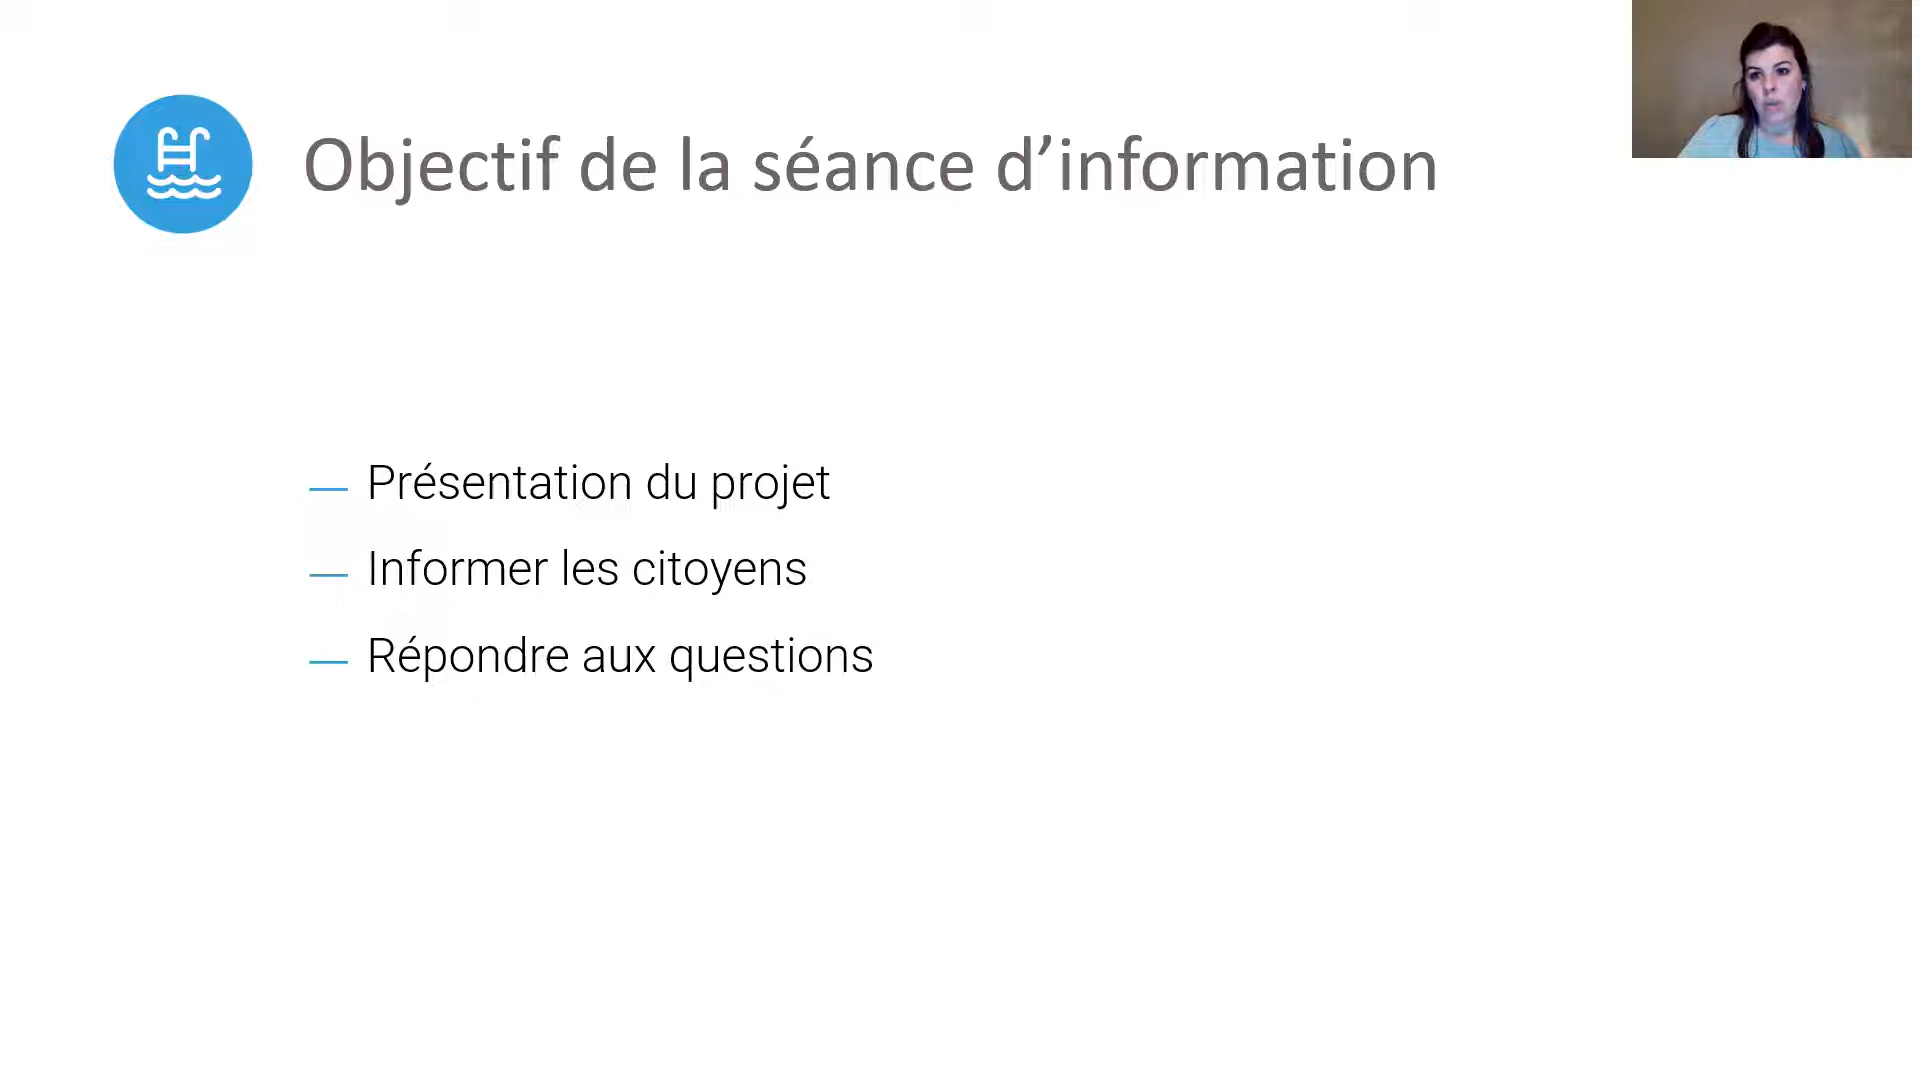 Objectif de la séance d’information
— Présentation du projet
— Informer les citoyens
— Répondre aux questions